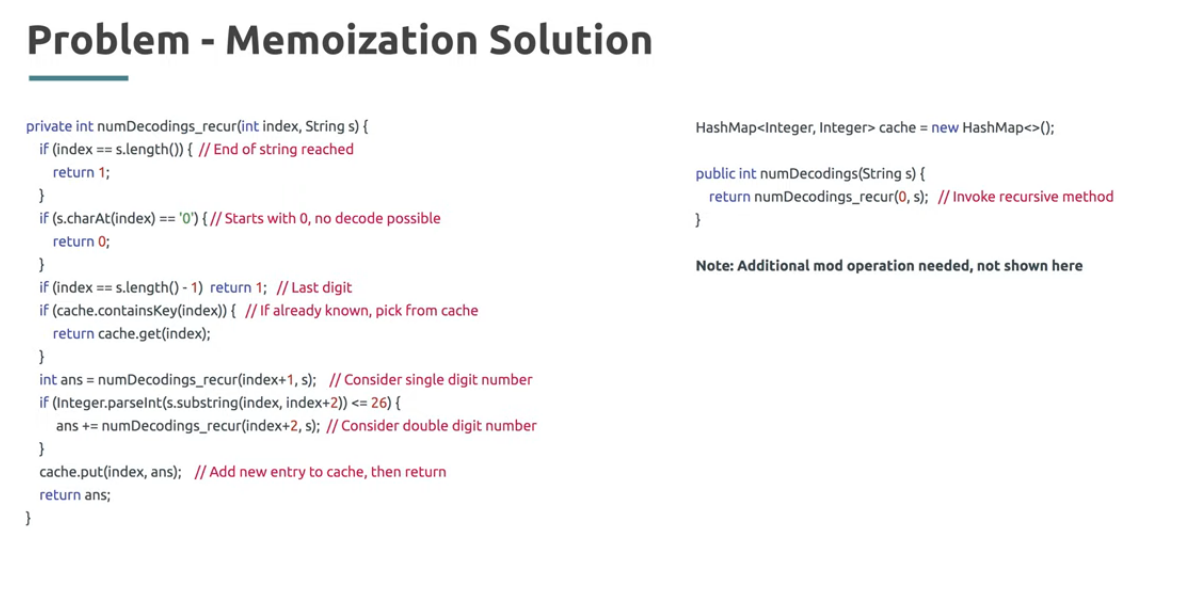 Problem - Memoization Solution
private int numDecodings_recur(int index, String s) {
if (index == s.length()) { // End of string reached
return 1;
}
if (s.charAt(index) == '0') { // Starts with 0, no decode possible
return 0;
}
if (index == s.length() - 1) return 1; // Last digit
if (cache.containsKey(index)) { // If already known, pick from cache
return cache.get(index);
}
int ans = numDecodings_recur(index+1, s); // Consider single digit number
if (Integer.parseInt(s.substring(index, index+2)) <= 26) {
ans += numDecodings_recur(index+2, s); // Consider double digit number
}
cache.put(index, ans); // Add new entry to cache, then return
return ans;
}
HashMap<Integer, Integer> cache = new HashMap<>();
public int numDecodings(String s) {
return numDecodings_recur(0, s); // Invoke recursive method
}
Note: Additional mod operation needed, not shown here